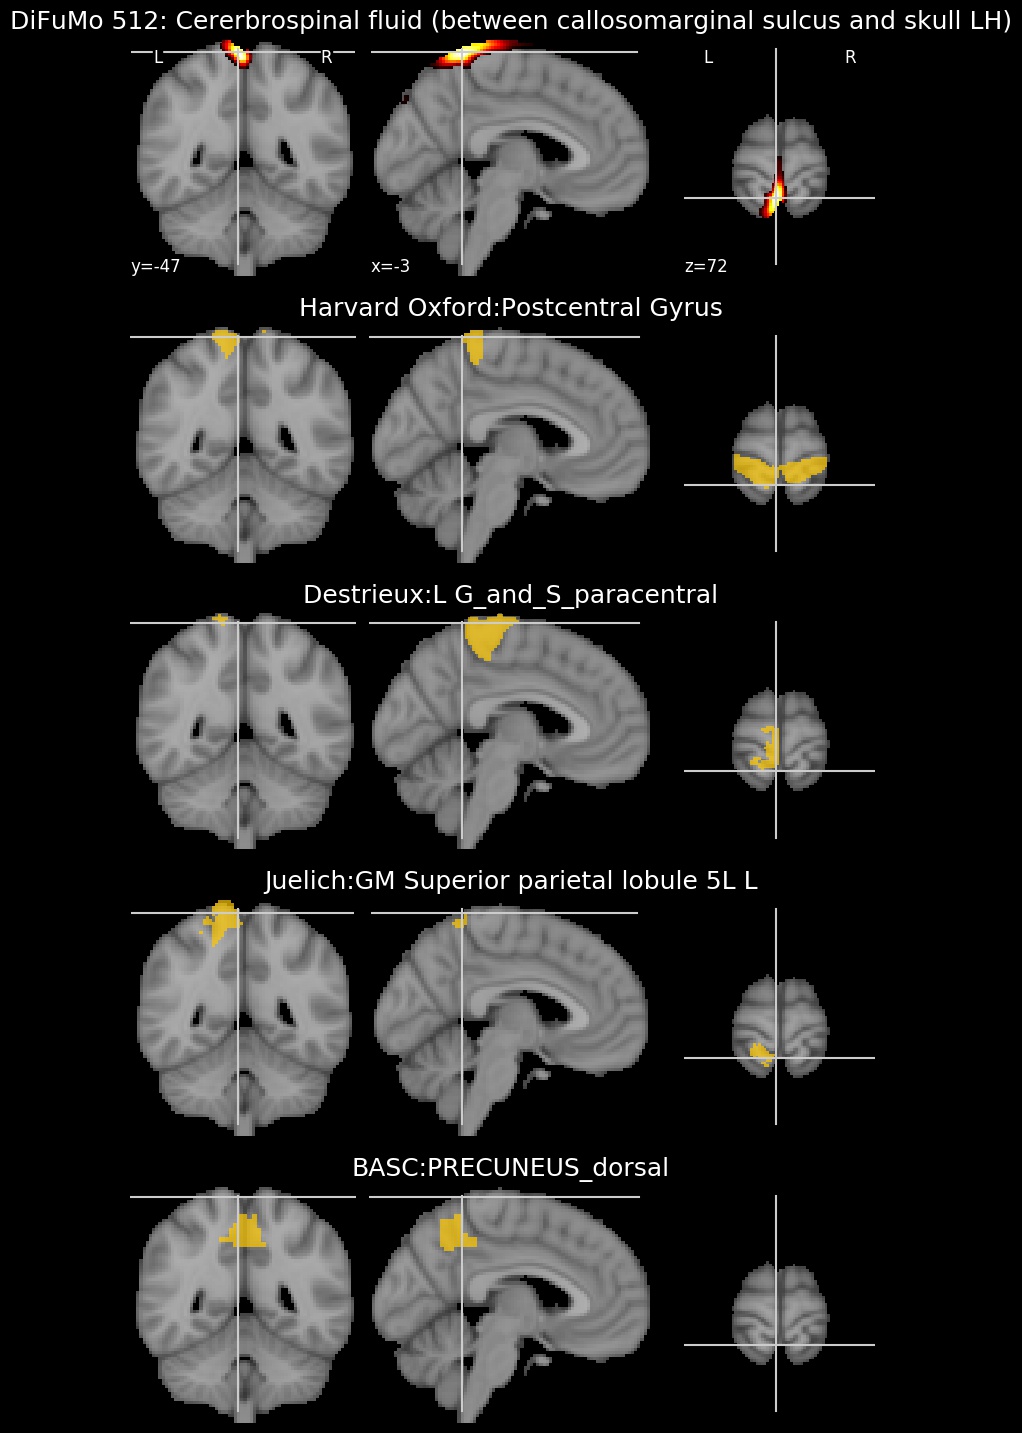 DiFuMo 512: Cererbrospinal fluid (between callosomarginal sulcus and skull LH)
L R L R
y=-47 x=-3 z=72
Harvard Oxford:Postcentral Gyrus
Destrieux:L G_and_S_paracentral
Juelich:GM Superior parietal lobule 5L L
BASC:PRECUNEUS_dorsal